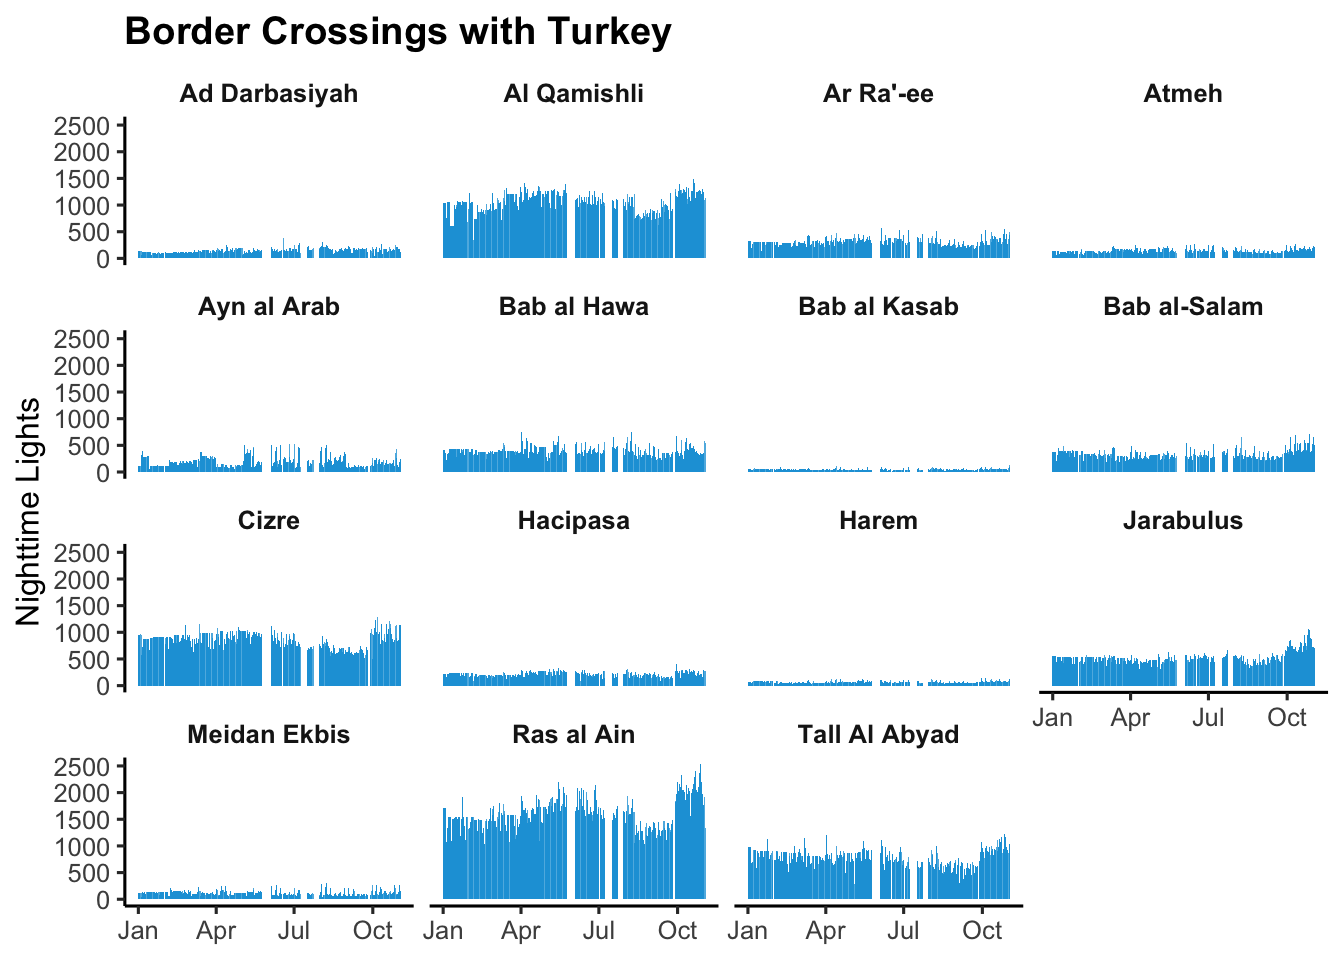 Border Crossings with Turkey
Ad Darbasiyah
Al Qamishli
Ar Ra'-ee
Atmeh
2500
2000
1500
1000
500
0
Ayn al Arab
Bab al Hawa
Bab al Kasab
Bab al-Salam
2500
2000
1500
1000
500
0
Nighttime Lights
Cizre
Hacipasa
Harem
Jarabulus
2500
2000
1500
1000
500
0
Jan Apr Jul Oct
Meidan Ekbis
Ras al Ain
Tall Al Abyad
2500
2000
1500
1000
500
0
Jan Apr Jul Oct
Jan Apr Jul Oct
Jan Apr Jul Oct